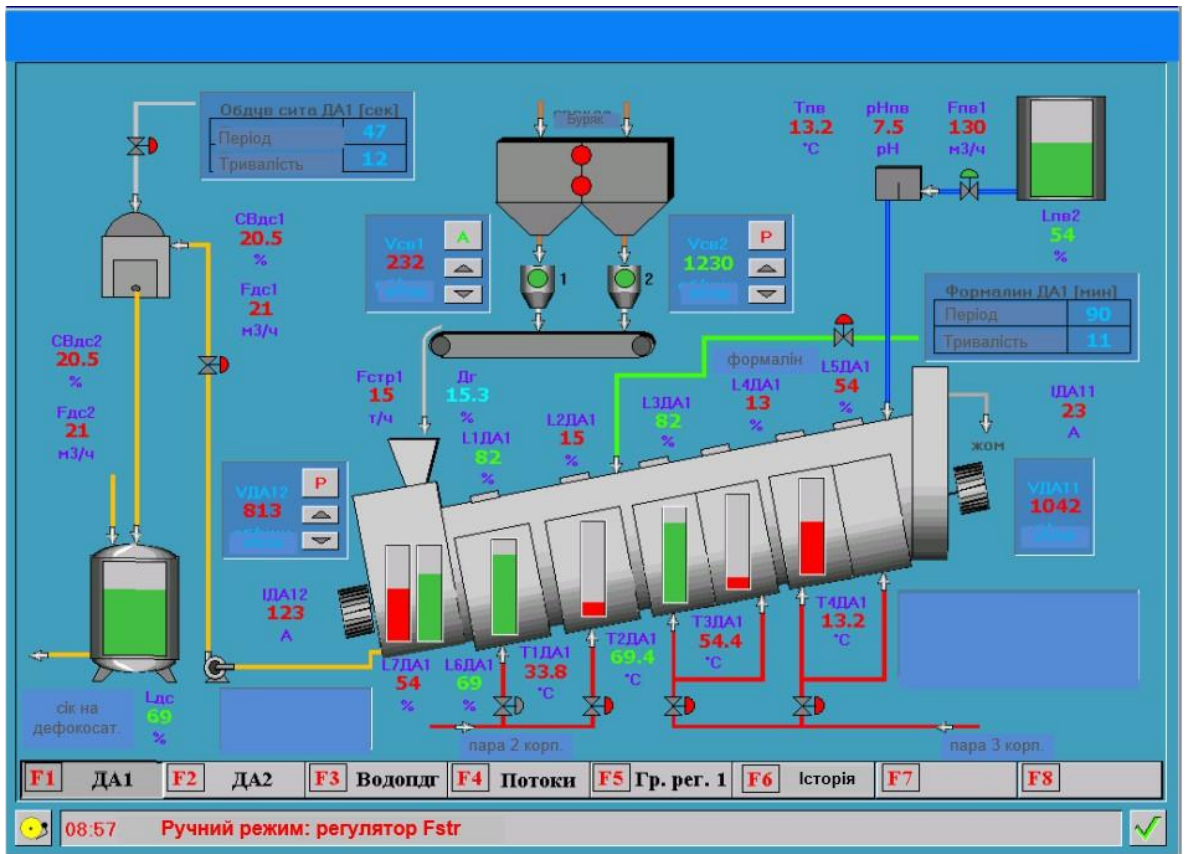 Обдув сита ДА1 [сек]
Період 47
Тривалість 12
Буряк
Тпв pHпв Fпв1
13.2 7.5 130
°C pH м3/ч
Lпв2
54
%
СВдс1
20.5
%
Fдс1
21
м3/ч
Vсв1 A
232
Vсв2 P
1230
1 2
Формалин ДА1 [мин]
Період 90
Тривалість 11
формалін
СВдс2
20.5
%
Fдс2
21
м3/ч
Fстр1 Дг
15 15.3
т/ч %
L1ДА1
82
%
L2ДА1
15
%
L3ДА1
82
%
L4ДА1
13
%
L5ДА1
54
%
IДА11
23
А
жом
VДА12 P
813
VДА11
1042
IДА12
123
А
L7ДА1
54
%
L6ДА1
69
%
T1ДА1
33.8
°C
T2ДА1
69.4
°C
T3ДА1
54.4
°C
T4ДА1
13.2
°C
сік на
дефокосат.
Lдс
69
%
пара 2 корп.
пара 3 корп.
F1 ДА1 F2 ДА2 F3 Водопдг F4 Потоки F5 Гр. рег. 1 F6 Історія F7 F8
08:57 Ручний режим: регулятор Fstr